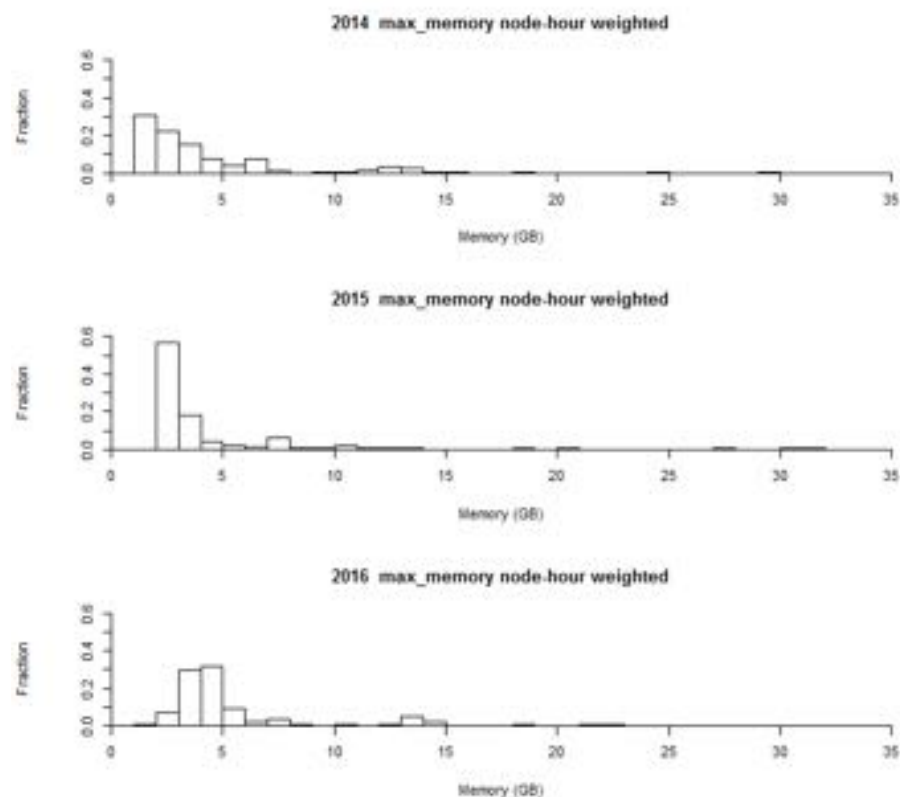 2014 max_memory node-hour weighted
Fraction
0.0 0.2 0.4 0.6
0 5 10 15 20 25 30 35
Memory (GB)
2015 max_memory node-hour weighted
Fraction
0.0 0.2 0.4 0.6
0 5 10 15 20 25 30 35
Memory (GB)
2016 max_memory node-hour weighted
Fraction
0.0 0.2 0.4 0.6
0 5 10 15 20 25 30 35
Memory (GB)